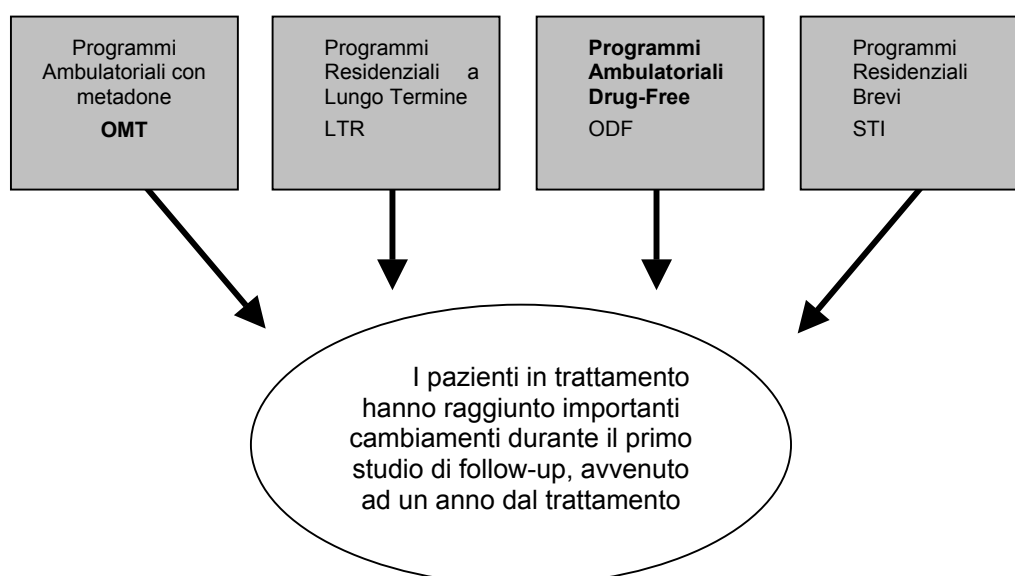 Programmi
Ambulatoriali con
metadone
OMT
Programmi
Residenziali a
Lungo Termine
LTR
Programmi
Ambulatoriali
Drug-Free
ODF
Programmi
Residenziali
Brevi
STI
I pazienti in trattamento
hanno raggiunto importanti
cambiamenti durante il primo
studio di follow-up, avvenuto
ad un anno dal trattamento